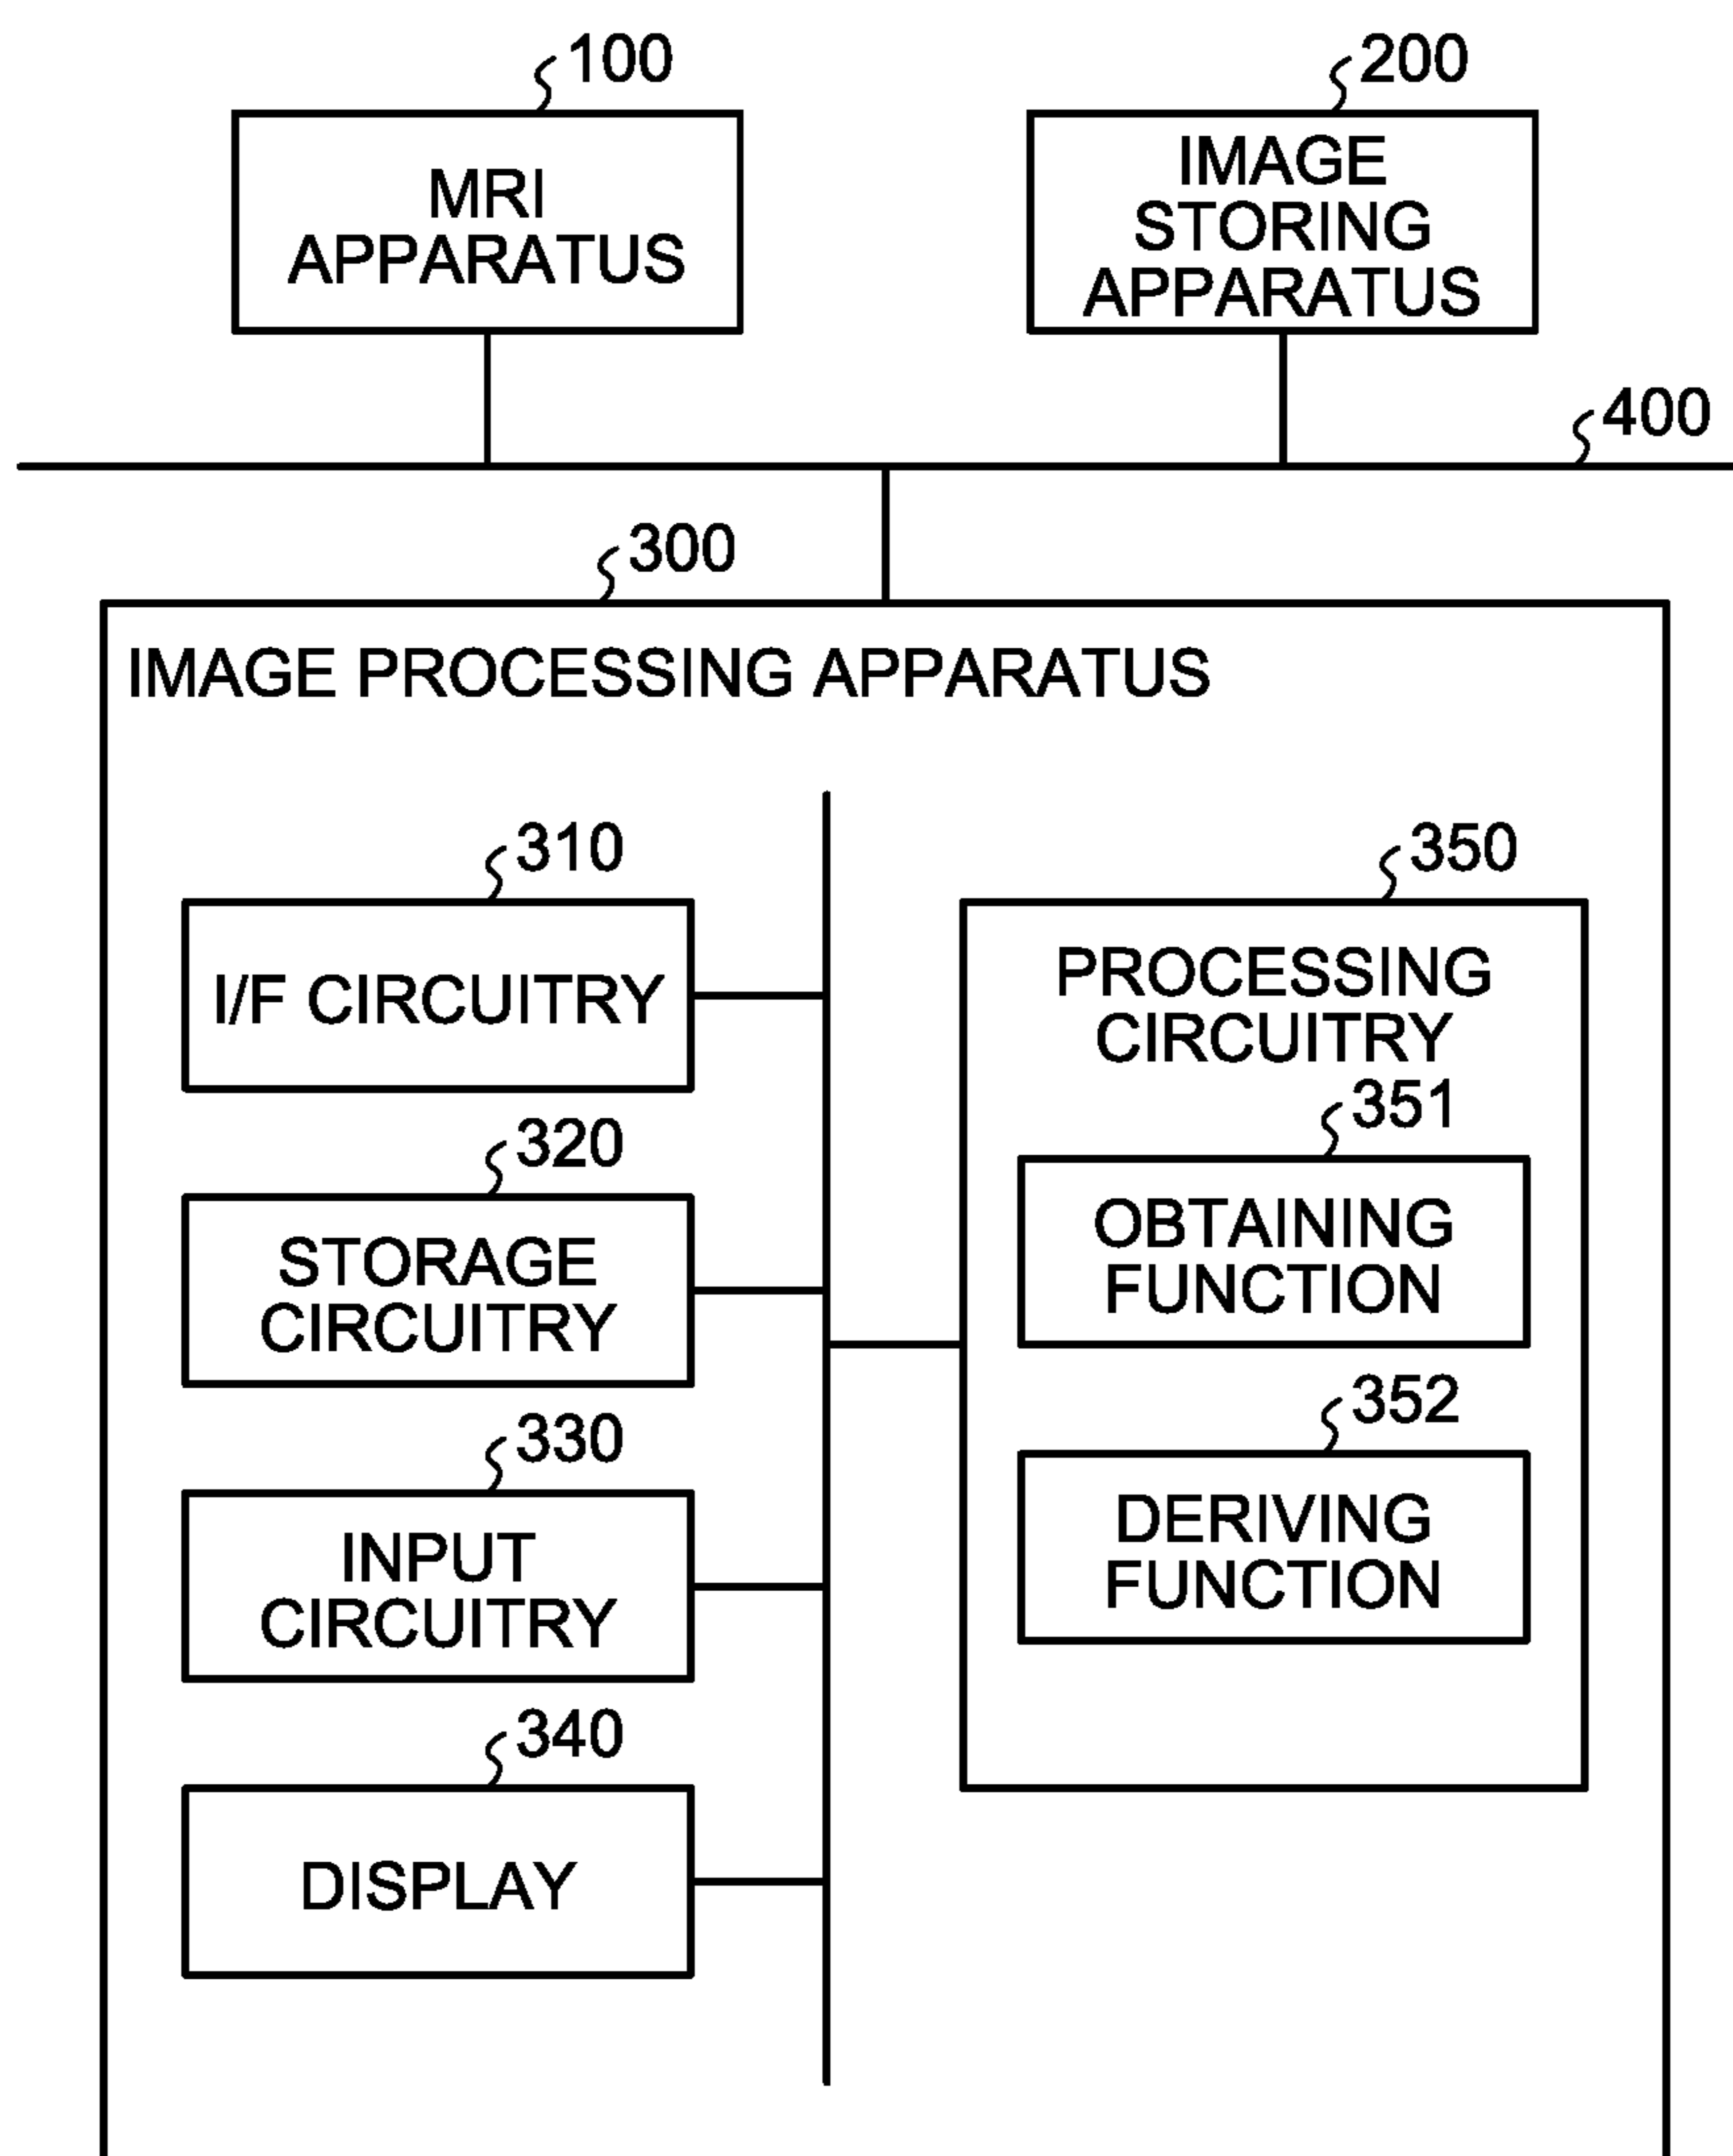 100
MRI
APPARATUS
200
IMAGE
STORING
APPARATUS
400
300
IMAGE PROCESSING APPARATUS
310
I/F CIRCUITRY
320
STORAGE
CIRCUITRY
330
INPUT
CIRCUITRY
340
DISPLAY
350
PROCESSING
CIRCUITRY
351
OBTAINING
FUNCTION
352
DERIVING
FUNCTION